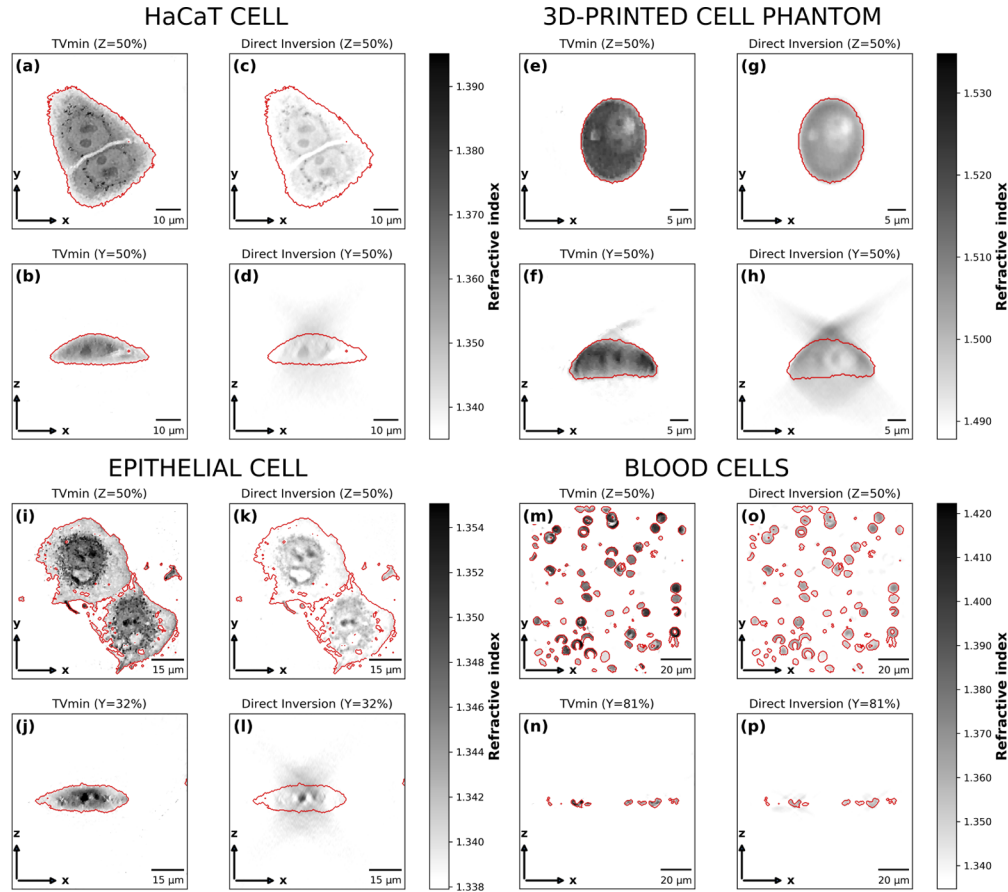 HaCaT CELL
3D-PRINTED CELL PHANTOM
TVmin (Z=50%)
Direct Inversion (Z=50%)
TVmin (Z=50%)
Direct Inversion (Z=50%)
(a)
(c)
(e)
(g)
y
x
10 µm
y
x
10 µm
y
x
5 µm
y
x
5 µm
TVmin (Y=50%)
Direct Inversion (Y=50%)
TVmin (Y=50%)
Direct Inversion (Y=50%)
(b)
(d)
(f)
(h)
z
x
10 µm
z
x
10 µm
z
x
5 µm
z
x
5 µm
1.390
1.380
1.370
1.360
1.350
1.340
Refractive index
1.530
1.520
1.510
1.500
1.490
Refractive index
EPITHELIAL CELL
BLOOD CELLS
TVmin (Z=50%)
Direct Inversion (Z=50%)
TVmin (Z=50%)
Direct Inversion (Z=50%)
(i)
(k)
(m)
(o)
y
x
15 µm
y
x
15 µm
y
x
20 µm
y
x
20 µm
TVmin (Y=32%)
Direct Inversion (Y=32%)
TVmin (Y=81%)
Direct Inversion (Y=81%)
(j)
(l)
(n)
(p)
z
x
15 µm
z
x
15 µm
z
x
20 µm
z
x
20 µm
1.354
1.352
1.350
1.348
1.346
1.344
1.342
1.340
1.338
Refractive index
1.420
1.410
1.400
1.390
1.380
1.370
1.360
1.350
1.340
Refractive index